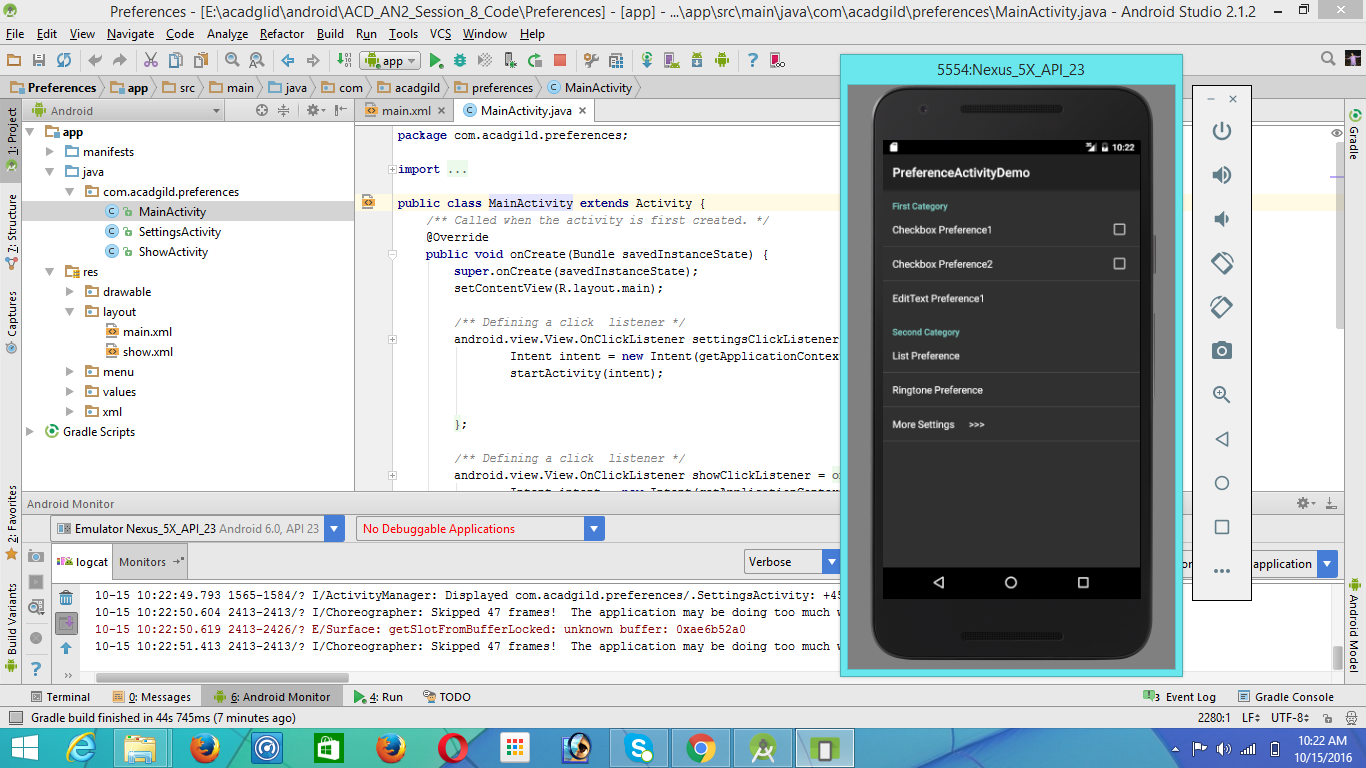 Preferences - [E:\acadglid\android\ACD_AN2_Session_8_Code\Preferences] - [app] - ...\app\src\main\java\com\acadgild\preferences\MainActivity.java - Android Studio 2.1.2
File Edit View Navigate Code Analyze Refactor Build Run Tools VCS Window Help
app
Preferences app src main java com acadgild preferences MainActivity
Android
main.xml MainActivity.java
1: Project
7: Structure
Captures
2: Favorites
Build Variants
app
manifests
java
com.acadgild.preferences
MainActivity
SettingsActivity
ShowActivity
res
drawable
layout
main.xml
show.xml
menu
values
xml
Gradle Scripts
package com.acadgild.preferences;
import ...
public class MainActivity extends Activity {
/** Called when the activity is first created. */
@Override
public void onCreate(Bundle savedInstanceState) {
super.onCreate(savedInstanceState);
setContentView(R.layout.main);
/** Defining a click  listener */
android.view.View.OnClickListener settingsClickListener
Intent intent = new Intent(getApplicationContex
startActivity(intent);
};
/** Defining a click  listener */
android.view.View.OnClickListener showClickListener =
5554:Nexus_5X_API_23
10:22
PreferenceActivityDemo
First Category
Checkbox Preference1
Checkbox Preference2
EditText Preference1
Second Category
List Preference
Ringtone Preference
More Settings >>>
Gradle
Android Model
Android Monitor
Emulator Nexus_5X_API_23 Android 6.0, API 23
No Debuggable Applications
logcat Monitors
Verbose
application
10-15 10:22:49.793 1565-1584/? I/ActivityManager: Displayed com.acadgild.preferences/.SettingsActivity: +45
10-15 10:22:50.604 2413-2413/? I/Choreographer: Skipped 47 frames!  The application may be doing too much w
10-15 10:22:50.619 2413-2426/? E/Surface: getSlotFromBufferLocked: unknown buffer: 0xae6b52a0
10-15 10:22:51.413 2413-2413/? I/Choreographer: Skipped 47 frames!  The application may be doing too much w
Terminal 0: Messages 6: Android Monitor 4: Run TODO 3 Event Log Gradle Console
Gradle build finished in 44s 745ms (7 minutes ago) 2280:1 LF UTF-8
10:22 AM
10/15/2016